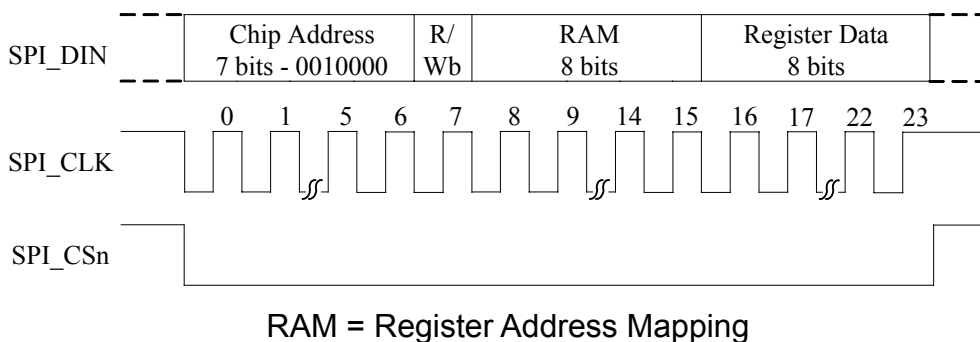 SPI_DIN
Chip Address
7 bits - 0010000
R/
Wb
RAM
8 bits
Register Data
8 bits
SPI_CLK
0 1 5 6 7 8 9 14 15 16 17 22 23
SPI_CSn
RAM = Register Address Mapping